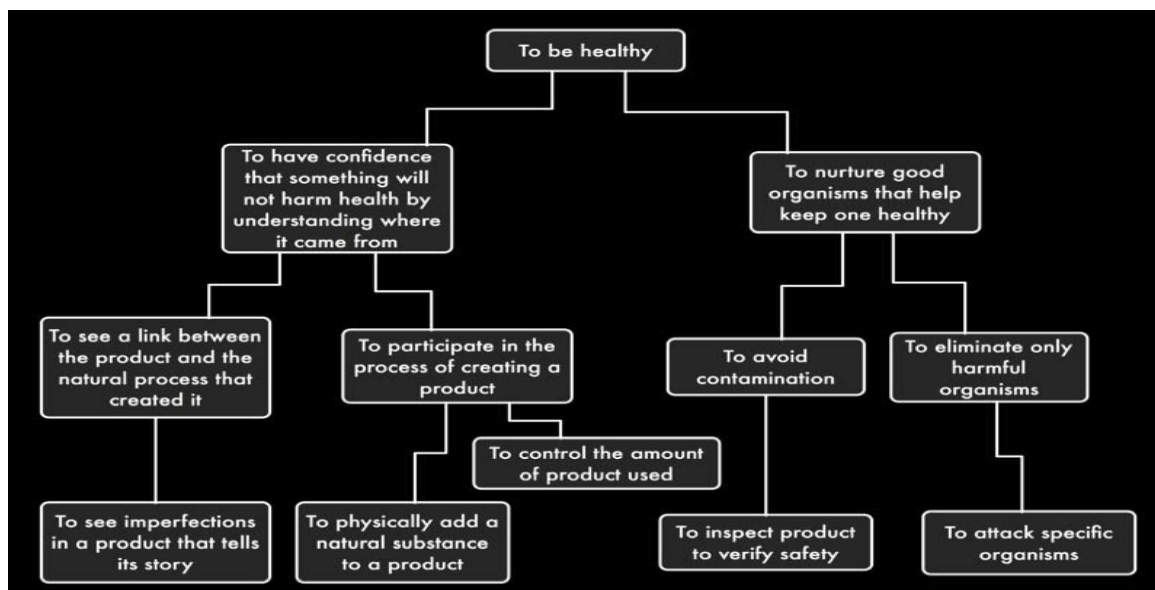 To be healthy
To have confidence
that something will
not harm health by
understanding where
it came from
To nurture good
organisms that help
keep one healthy
To see a link between
the product and the
natural process that
created it
To participate in the
process of creating a
product
To avoid
contamination
To eliminate only
harmful
organisms
To control the amount
of product used
To see imperfections
in a product that tells
its story
To physically add a
natural substance
to a product
To inspect product
to verify safety
To attack specific
organisms